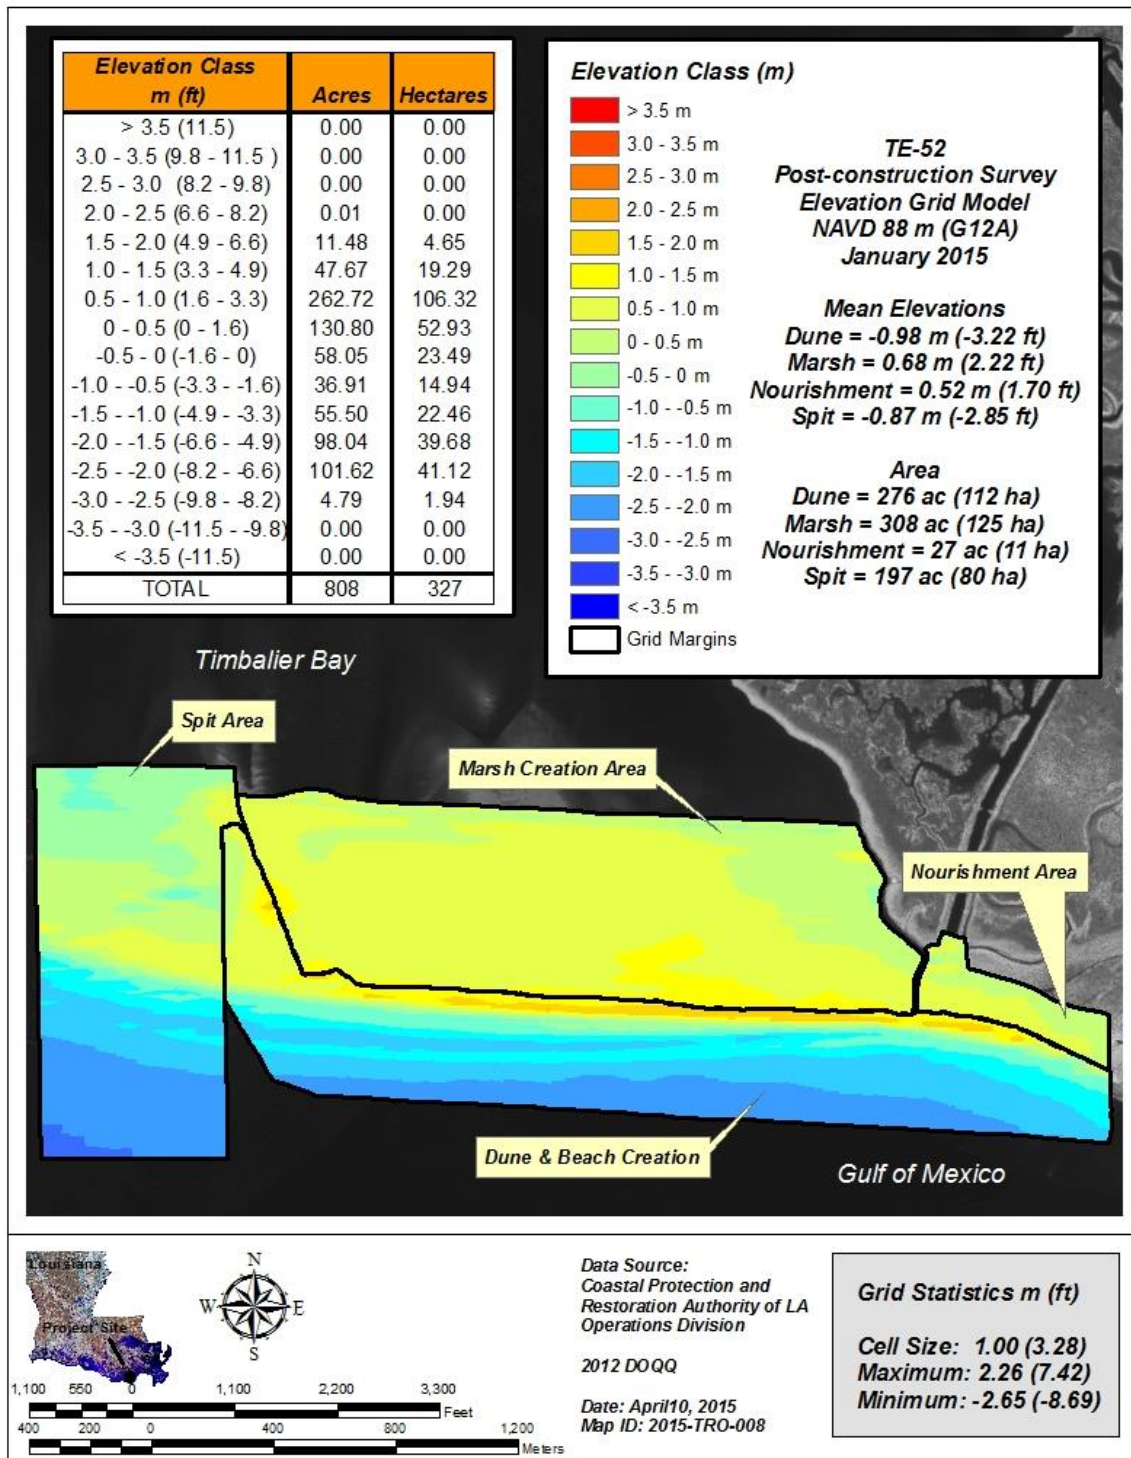 Elevation Class
m (ft) Acres Hectares
> 3.5 (11.5) 0.00 0.00
3.0 - 3.5 (9.8 - 11.5 ) 0.00 0.00
2.5 - 3.0 (8.2 - 9.8) 0.00 0.00
2.0 - 2.5 (6.6 - 8.2) 0.01 0.00
1.5 - 2.0 (4.9 - 6.6) 11.48 4.65
1.0 - 1.5 (3.3 - 4.9) 47.67 19.29
0.5 - 1.0 (1.6 - 3.3) 262.72 106.32
0 - 0.5 (0 - 1.6) 130.80 52.93
-0.5 - 0 (-1.6 - 0) 58.05 23.49
-1.0 - -0.5 (-3.3 - -1.6) 36.91 14.94
-1.5 - -1.0 (-4.9 - -3.3) 55.50 22.46
-2.0 - -1.5 (-6.6 - -4.9) 98.04 39.68
-2.5 - -2.0 (-8.2 - -6.6) 101.62 41.12
-3.0 - -2.5 (-9.8 - -8.2) 4.79 1.94
-3.5 - -3.0 (-11.5 - -9.8) 0.00 0.00
< -3.5 (-11.5) 0.00 0.00
TOTAL 808 327
Elevation Class (m)
> 3.5 m
3.0 - 3.5 m
2.5 - 3.0 m
2.0 - 2.5 m
1.5 - 2.0 m
1.0 - 1.5 m
0.5 - 1.0 m
0 - 0.5 m
-0.5 - 0 m
-1.0 - -0.5 m
-1.5 - -1.0 m
-2.0 - -1.5 m
-2.5 - -2.0 m
-3.0 - -2.5 m
-3.5 - -3.0 m
< -3.5 m
Grid Margins
TE-52
Post-construction Survey
Elevation Grid Model
NAVD 88 m (G12A)
January 2015
Mean Elevations
Dune = -0.98 m (-3.22 ft)
Marsh = 0.68 m (2.22 ft)
Nourishment = 0.52 m (1.70 ft)
Spit = -0.87 m (-2.85 ft)
Area
Dune = 276 ac (112 ha)
Marsh = 308 ac (125 ha)
Nourishment = 27 ac (11 ha)
Spit = 197 ac (80 ha)
Timbalier Bay
Spit Area
Marsh Creation Area
Nourishment Area
Dune & Beach Creation
Gulf of Mexico
Louisiana
Project Site
N
W E
S
1,100 550 0 1,100 2,200 3,300
Feet
400 200 0 400 800 1,200
Meters
Data Source:
Coastal Protection and
Restoration Authority of LA
Operations Division
2012 DOQQ
Date: April10, 2015
Map ID: 2015-TRO-008
Grid Statistics m (ft)
Cell Size: 1.00 (3.28)
Maximum: 2.26 (7.42)
Minimum: -2.65 (-8.69)